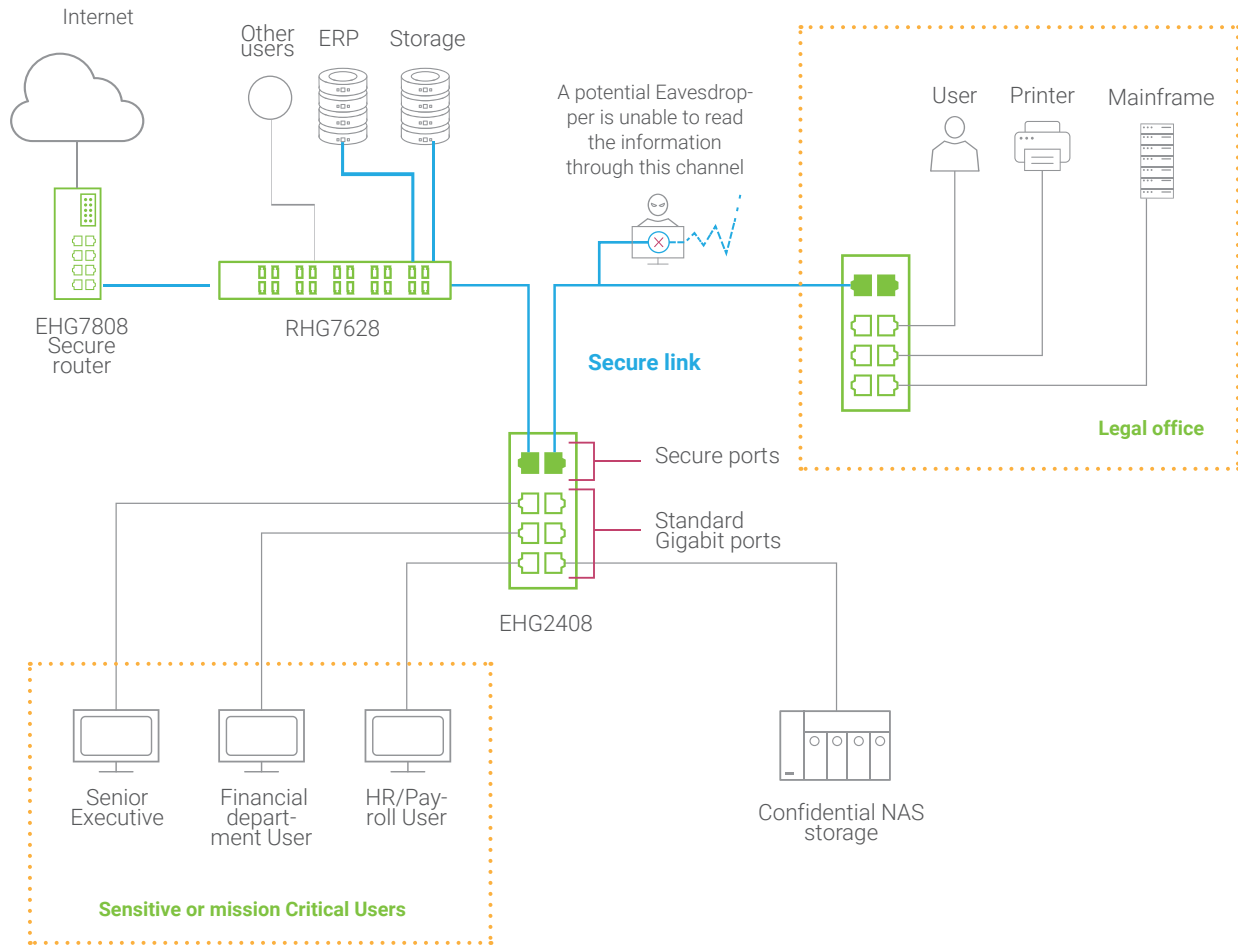 Internet
Other
users
ERP
Storage
A potential Eavesdrop-
per is unable to read
the information
through this channel
User
Printer
Mainframe
EHG7808
Secure
router
RHG7628
Secure link
Legal office
Secure ports
Standard
Gigabit ports
EHG2408
Senior
Executive
Financial
depart-
ment User
HR/Pay-
roll User
Confidential NAS
storage
Sensitive or mission Critical Users